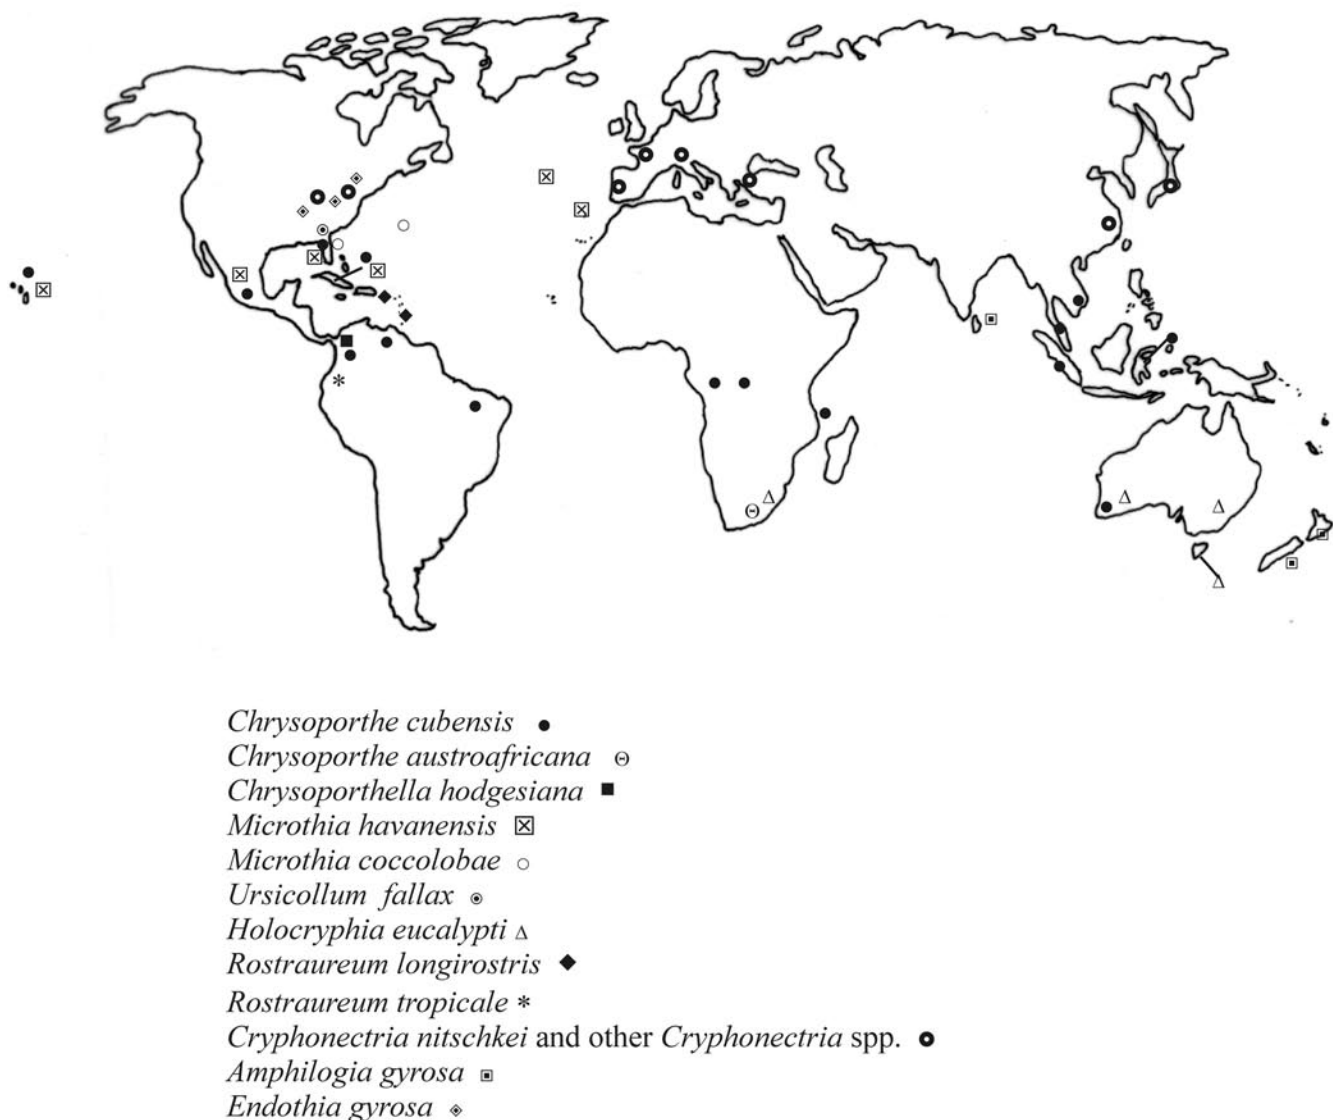 Chrysoporthe cubensis ●
Chrysoporthe austroafricana Θ
Chrysoporthella hodgesiana ■
Microthia havanensis ☒
Microthia coccolobae ○
Ursicollum fallax ◉
Holocryphia eucalypti Δ
Rostraureum longirostris ◆
Rostraureum tropicale *
Cryphonectria nitschkei and other Cryphonectria spp. ⭘
Amphilogia gyrosa ▣
Endothia gyrosa ◈